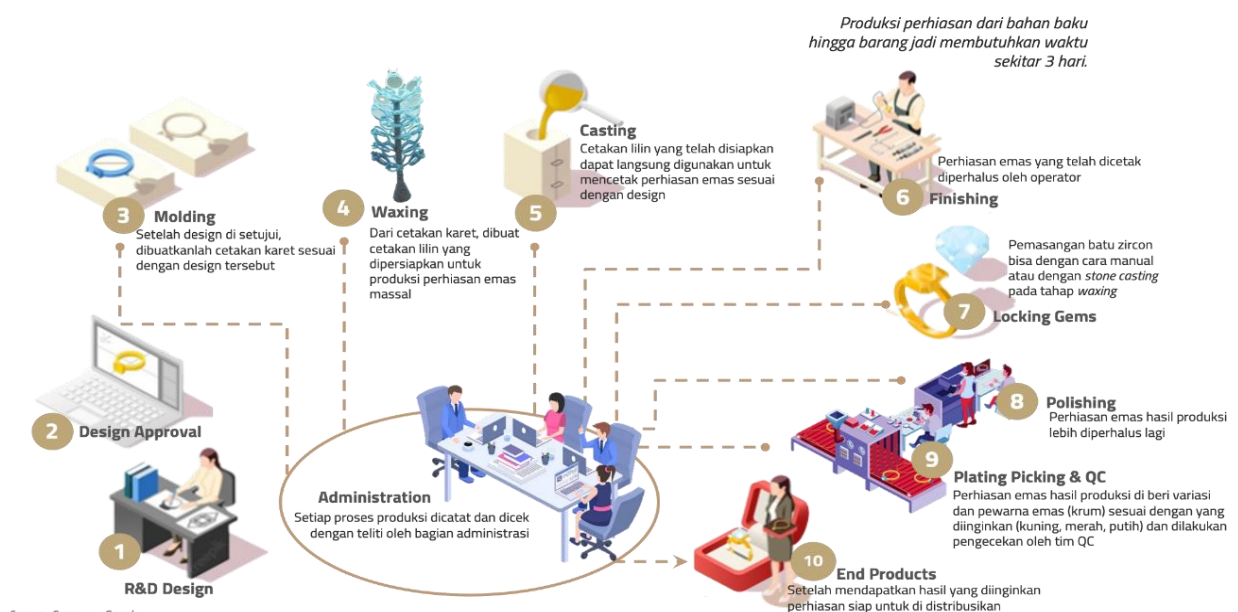 Produksi perhiasan dari bahan baku
hingga barang jadi membutuhkan waktu
sekitar 3 hari.
1
R&D Design
2
Design Approval
3
Molding
Setelah design di setujui,
dibuatkanlah cetakan karet sesuai
dengan design tersebut
4
Waxing
Dari cetakan karet, dibuat
cetakan lilin yang
dipersiapkan untuk
produksi perhiasan emas
massal
5
Casting
Cetakan lilin yang telah disiapkan
dapat langsung digunakan untuk
mencetak perhiasan emas sesuai
dengan design
6
Finishing
Perhiasan emas yang telah dicetak
diperhalus oleh operator
7
Locking Gems
Pemasangan batu zircon
bisa dengan cara manual
atau dengan stone casting
pada tahap waxing
8
Polishing
Perhiasan emas hasil produksi
lebih diperhalus lagi
9
Plating Picking & QC
Perhiasan emas hasil produksi di beri variasi
dan pewarna emas (krum) sesuai dengan yang
diinginkan (kuning, merah, putih) dan dilakukan
pengecekan oleh tim QC
10
End Products
Setelah mendapatkan hasil yang diinginkan
perhiasan siap untuk di distribusikan
Administration
Setiap proses produksi dicatat dan dicek
dengan teliti oleh bagian administrasi